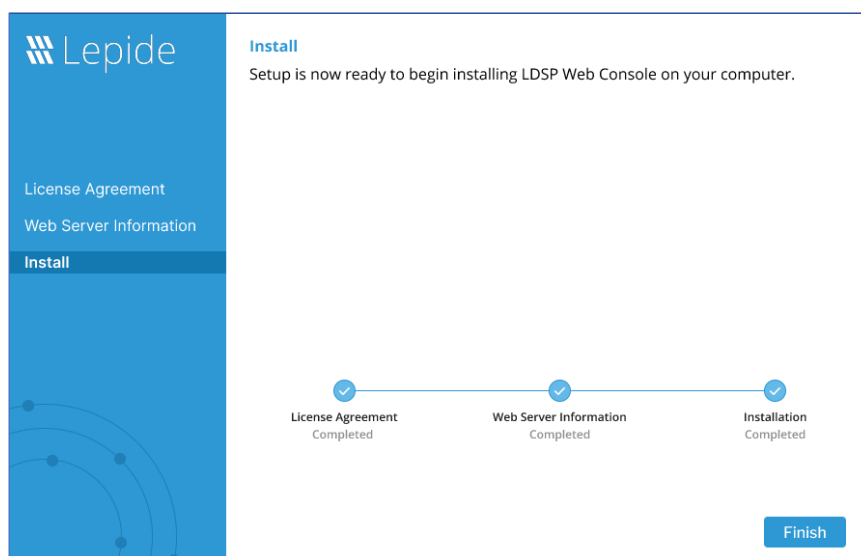 Lepide
License Agreement
Web Server Information
Install
Install
Setup is now ready to begin installing LDSP Web Console on your computer.
License Agreement
Completed
Web Server Information
Completed
Installation
Completed
Finish